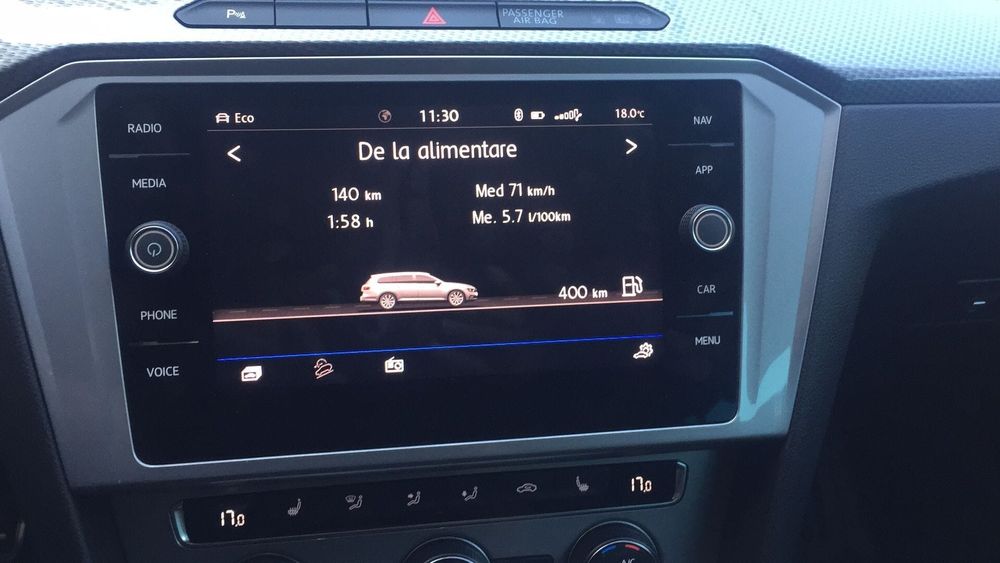 P
PASSENGER
AIR BAG
RADIO
MEDIA
PHONE
VOICE
Eco
11:30
18.0°C
< De la alimentare >
140 km
Med 71 km/h
1:58 h
Me. 5.7 l/100km
400 km
NAV
APP
CAR
MENU
17.0
17.0